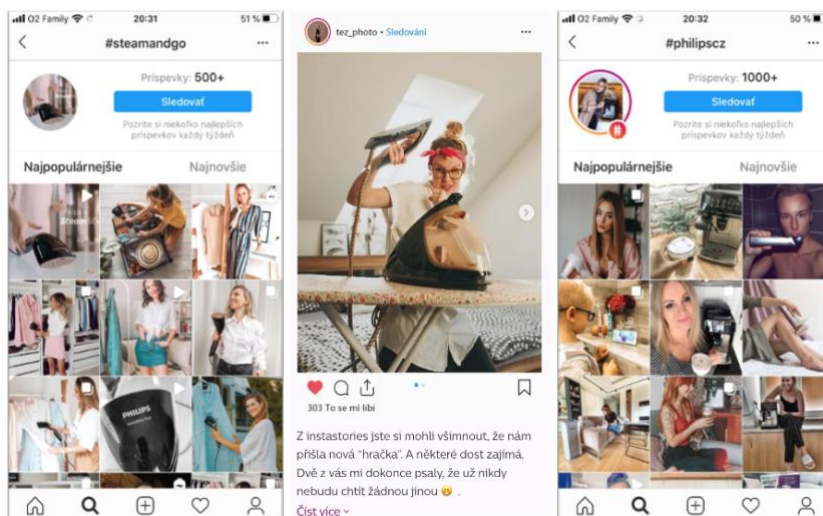 O2 Family 20:31 51 %
#steamandgo
Príspevky: 500+
Sledovať
Pozrite si niekoľko najlepších
príspevkov každý týždeň
Najpopulárnejšie Najnovšie
PHILIPS
tez_photo • Sledování
303 To se mi líbí
Z instastories jste si mohli všimnout, že nám
přišla nová "hračka". A některé dost zajímá.
Dvě z vás mi dokonce psaly, že už nikdy
nebudu chtít žádnou jinou 🤭 .
Číst více
O2 Family 20:32 50 %
#philipscz
Príspevky: 1000+
Sledovať
Pozrite si niekoľko najlepších
príspevkov každý týždeň
Najpopulárnejšie Najnovšie